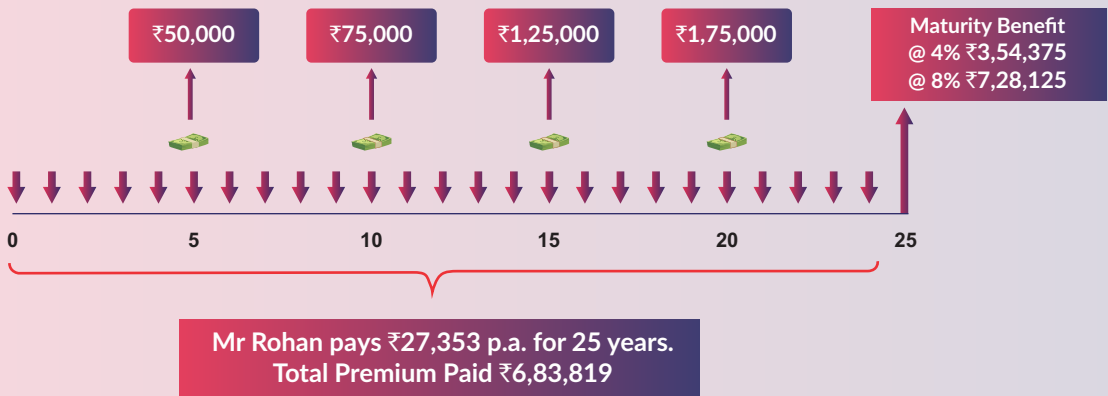 ₹50,000
₹75,000
₹1,25,000
₹1,75,000
Maturity Benefit
@ 4% ₹3,54,375
@ 8% ₹7,28,125
0
5
10
15
20
25
Mr Rohan pays ₹27,353 p.a. for 25 years.
Total Premium Paid ₹6,83,819